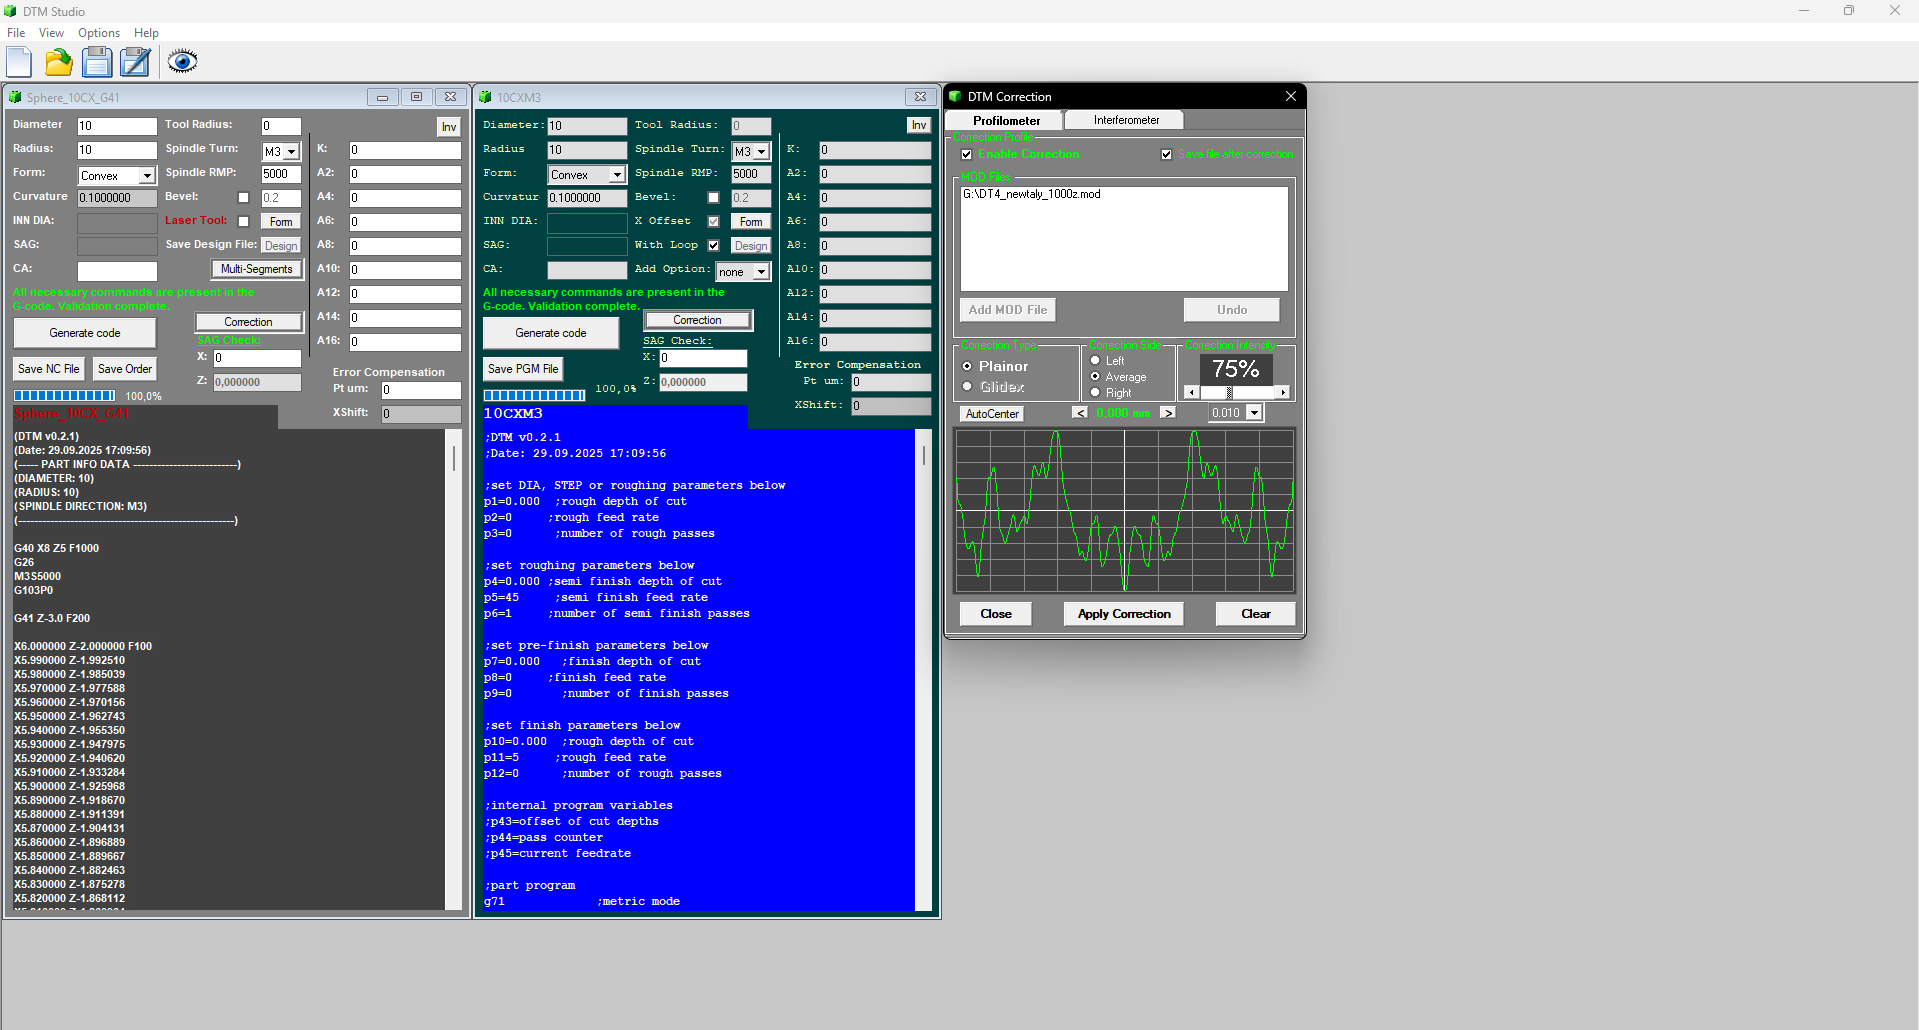 DTM Studio
File View Options Help
Sphere_10CX_G41
Diameter 10 Tool Radius: 0 Inv
Radius: 10 Spindle Turn: M3 K: 0
Form: Convex Spindle RMP: 5000 A2: 0
Curvature 0.1000000 Bevel: 0.2 A4: 0
INN DIA: Laser Tool: Form A6: 0
SAG: Save Design File: Design A8: 0
CA: Multi-Segments A10: 0
All necessary commands are present in the A12: 0
G-code. Validation complete.
Generate code Correction A14: 0
SAG Check: A16: 0
X: 0
Save NC File Save Order Error Compensation
Z: 0,000000 Pt um: 0
100,0% XShift: 0
Sphere_10CX_G41
(DTM v0.2.1)
(Date: 29.09.2025 17:09:56)
(----- PART INFO DATA --------------------------)
(DIAMETER: 10)
(RADIUS: 10)
(SPINDLE DIRECTION: M3)
(-------------------------------------------------------)
G40 X8 Z5 F1000
G26
M3S5000
G103P0
G41 Z-3.0 F200
X6.000000 Z-2.000000 F100
X5.990000 Z-1.992510
X5.980000 Z-1.985039
X5.970000 Z-1.977588
X5.960000 Z-1.970156
X5.950000 Z-1.962743
X5.940000 Z-1.955350
X5.930000 Z-1.947975
X5.920000 Z-1.940620
X5.910000 Z-1.933284
X5.900000 Z-1.925968
X5.890000 Z-1.918670
X5.880000 Z-1.911391
X5.870000 Z-1.904131
X5.860000 Z-1.896889
X5.850000 Z-1.889667
X5.840000 Z-1.882463
X5.830000 Z-1.875278
X5.820000 Z-1.868112
10CXM3
Diameter: 10 Tool Radius: 0 Inv
Radius 10 Spindle Turn: M3 K: 0
Form: Convex Spindle RMP: 5000 A2: 0
Curvatur 0.1000000 Bevel: 0.2 A4: 0
INN DIA: X Offset Form A6: 0
SAG: With Loop Design A8: 0
CA: Add Option: none A10: 0
All necessary commands are present in the A12: 0
G-code. Validation complete.
Generate code Correction A14: 0
SAG Check: A16: 0
X: 0
Save PGM File Error Compensation
Z: 0,000000 Pt um: 0
100,0% XShift: 0
10CXM3
;DTM v0.2.1
;Date: 29.09.2025 17:09:56
;set DIA, STEP or roughing parameters below
p1=0.000 ;rough depth of cut
p2=0 ;rough feed rate
p3=0 ;number of rough passes
;set roughing parameters below
p4=0.000 ;semi finish depth of cut
p5=45 ;semi finish feed rate
p6=1 ;number of semi finish passes
;set pre-finish parameters below
p7=0.000 ;finish depth of cut
p8=0 ;finish feed rate
p9=0 ;number of finish passes
;set finish parameters below
p10=0.000 ;rough depth of cut
p11=5 ;rough feed rate
p12=0 ;number of rough passes
;internal program variables
;p43=offset of cut depths
;p44=pass counter
;p45=current feedrate
;part program
g71 ;metric mode
DTM Correction
Profilometer Interferometer
Correction Profile
Enable Correction Save file after correction
MOD Files
G:\DT4_newtaly_1000z.mod
Add MOD File Undo
Correction Type Correction Side Correction Intensity
Plainor Left 75%
Glidex Average
Right
AutoCenter < 0,000 mm > 0.010
Close Apply Correction Clear